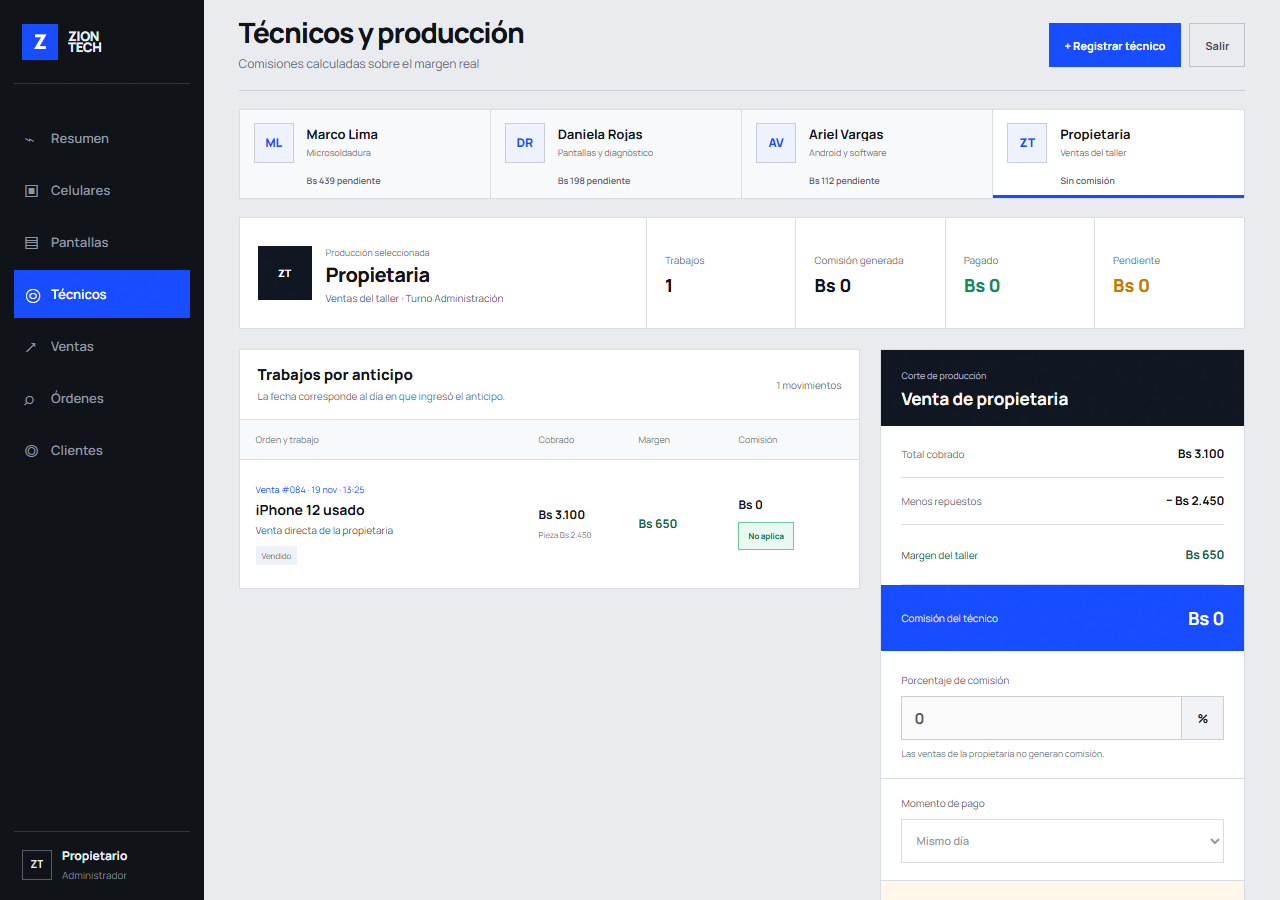 Z
ZION
TECH
Resumen
Celulares
Pantallas
Técnicos
Ventas
Órdenes
Clientes
ZT
Propietario
Administrador
Técnicos y producción
Comisiones calculadas sobre el margen real
+ Registrar técnico
Salir
ML
Marco Lima
Microsoldadura
Bs 439 pendiente
DR
Daniela Rojas
Pantallas y diagnóstico
Bs 198 pendiente
AV
Ariel Vargas
Android y software
Bs 112 pendiente
ZT
Propietaria
Ventas del taller
Sin comisión
ZT
Producción seleccionada
Propietaria
Ventas del taller · Turno Administración
Trabajos
1
Comisión generada
Bs 0
Pagado
Bs 0
Pendiente
Bs 0
Trabajos por anticipo
La fecha corresponde al día en que ingresó el anticipo.
1 movimientos
Orden y trabajo Cobrado Margen Comisión
Venta #084 · 19 nov · 13:25
iPhone 12 usado
Venta directa de la propietaria
Vendido
Bs 3.100
Pieza Bs 2.450
Bs 650
Bs 0
No aplica
Corte de producción
Venta de propietaria
Total cobrado Bs 3.100
Menos repuestos − Bs 2.450
Margen del taller Bs 650
Comisión del técnico Bs 0
Porcentaje de comisión
0 %
Las ventas de la propietaria no generan comisión.
Momento de pago
Mismo día